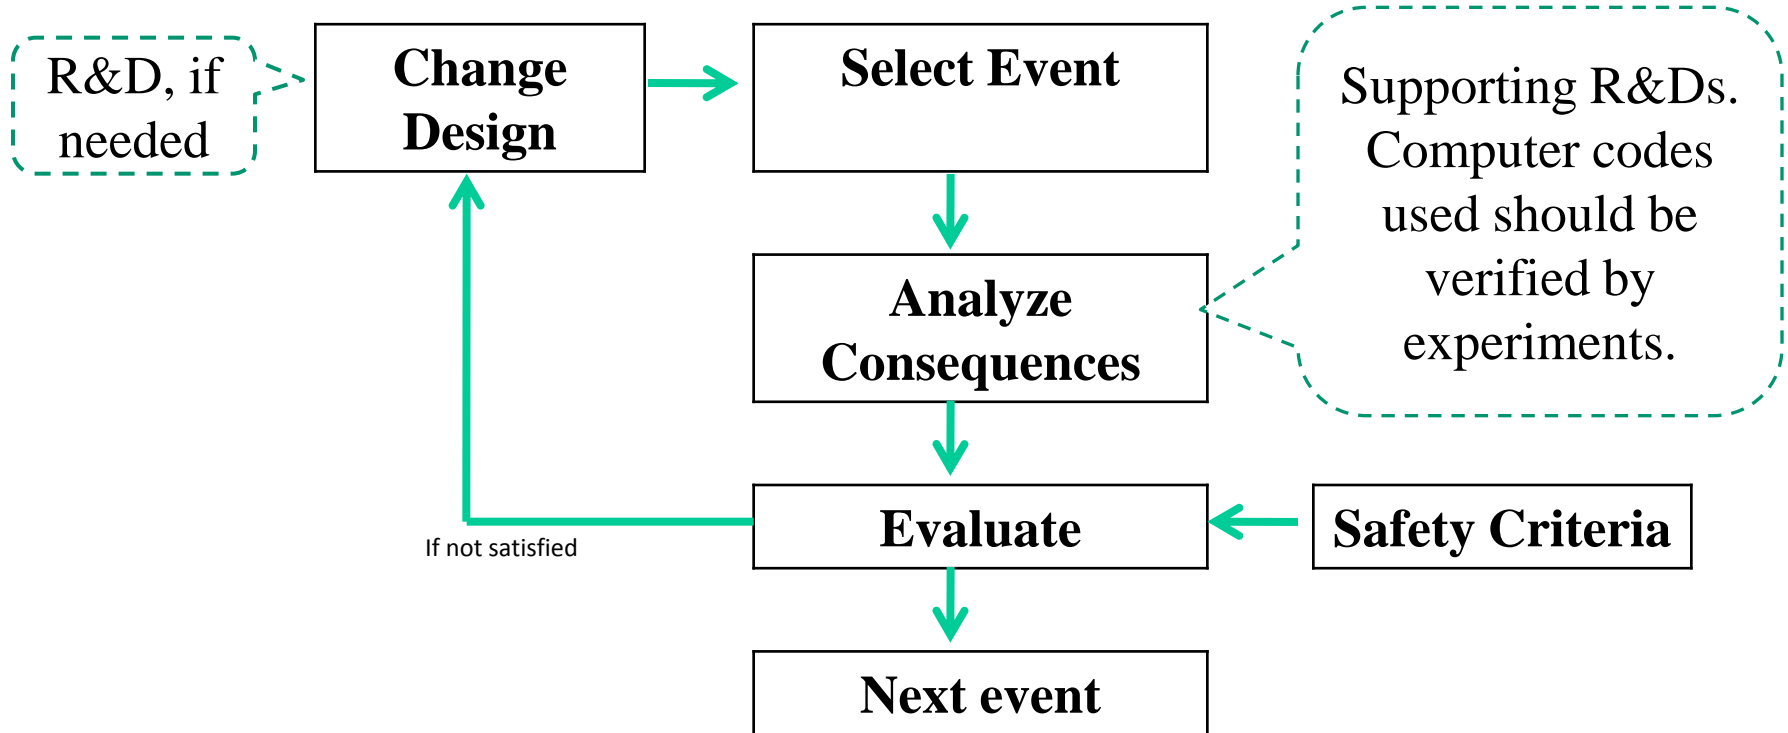 R&D, if
needed
Change
Design
Select Event
Supporting R&Ds.
Computer codes
used should be
verified by
experiments.
Analyze
Consequences
If not satisfied
Evaluate
Safety Criteria
Next event